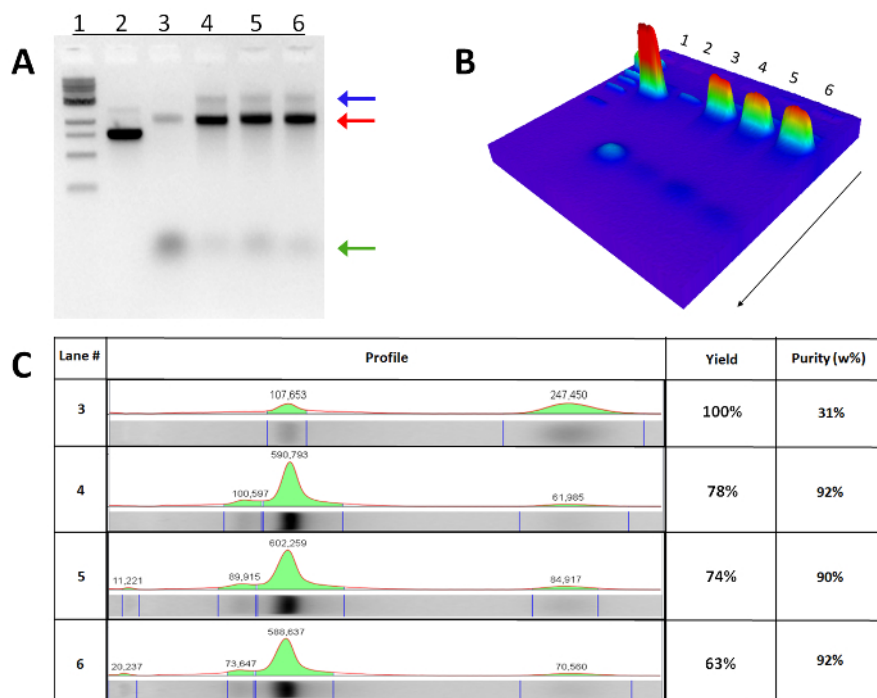 1 2 3 4 5 6
A
B
1 2 3 4 5 6
C
Lane # Profile Yield Purity (w%)
3 107,653 247,450 100% 31%
4 100,597 590,793 61,985 78% 92%
5 11,221 89,915 602,259 84,917 74% 90%
6 20,237 73,647 588,637 70,560 63% 92%